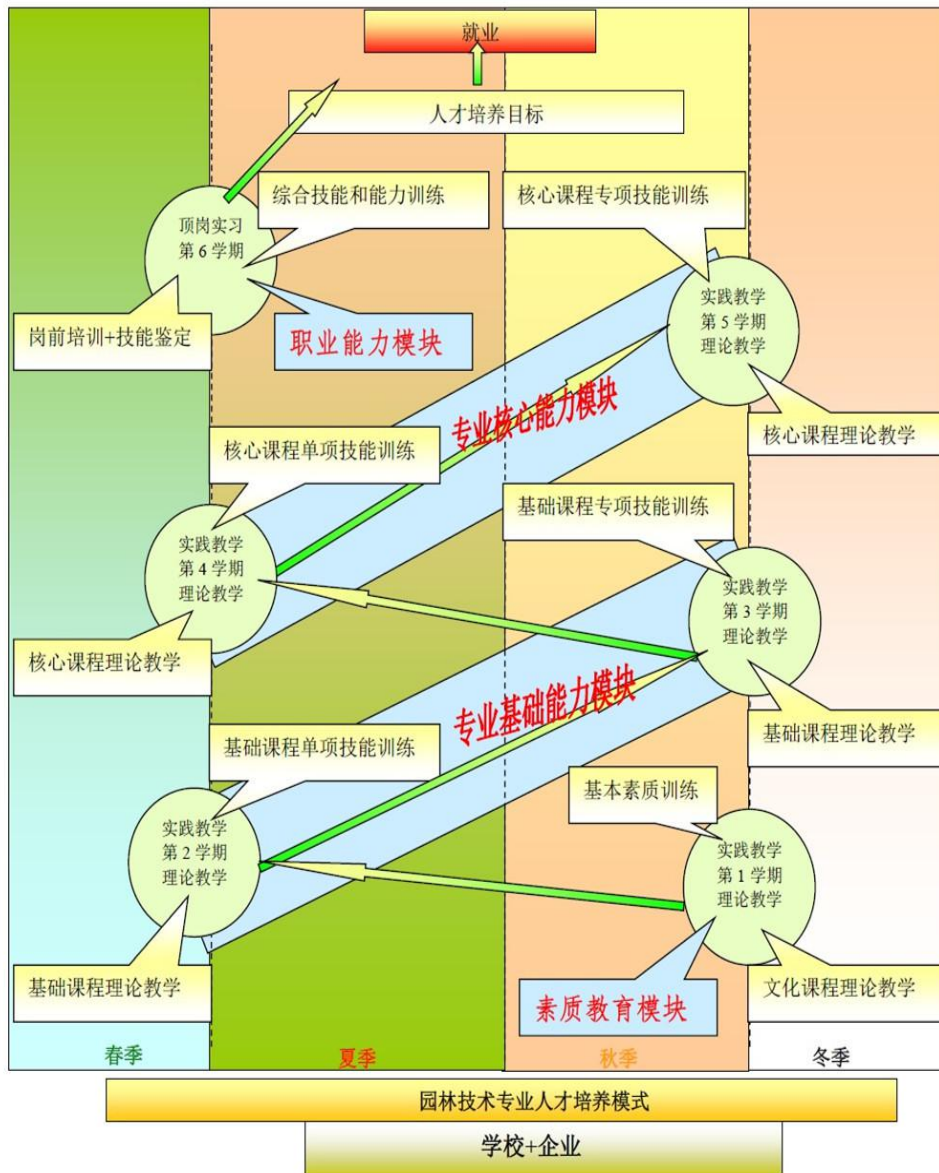 就业
人才培养目标
综合技能和能力训练
核心课程专项技能训练
顶岗实习
第 6 学期
实践教学
第 5 学期
理论教学
岗前培训+技能鉴定
职业能力模块
专业核心能力模块
核心课程单项技能训练
核心课程理论教学
基础课程专项技能训练
实践教学
第 4 学期
理论教学
实践教学
第 3 学期
理论教学
核心课程理论教学
专业基础能力模块
基础课程单项技能训练
基础课程理论教学
基本素质训练
实践教学
第 2 学期
理论教学
实践教学
第 1 学期
理论教学
基础课程理论教学
素质教育模块
文化课程理论教学
春季
夏季
秋季
冬季
园林技术专业人才培养模式
学校+企业